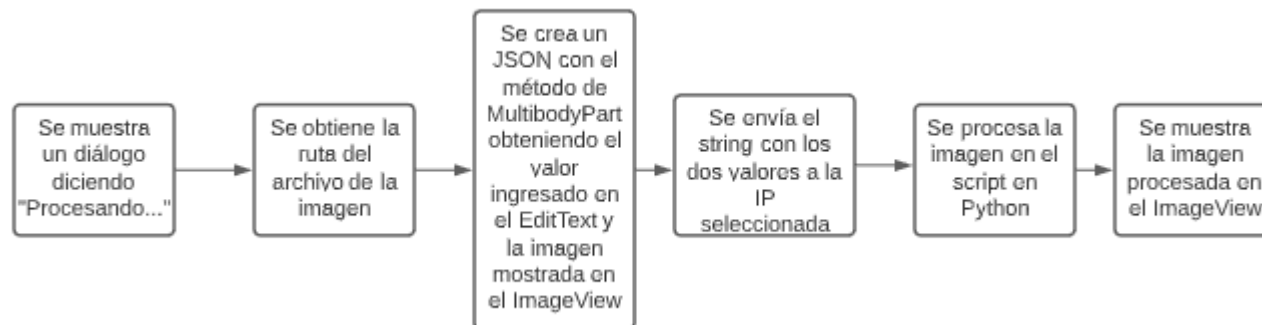 Se muestra
un diálogo
diciendo
"Procesando..."
Se obtiene la
ruta del
archivo de la
imagen
Se crea un
JSON con el
método de
MultibodyPart
obteniendo el
valor
ingresado en
el EditText y
la imagen
mostrada en
el ImageView
Se envía el
string con los
dos valores a la
IP
seleccionada
Se procesa la
imagen en el
script en
Python
Se muestra
la imagen
procesada en
el ImageView